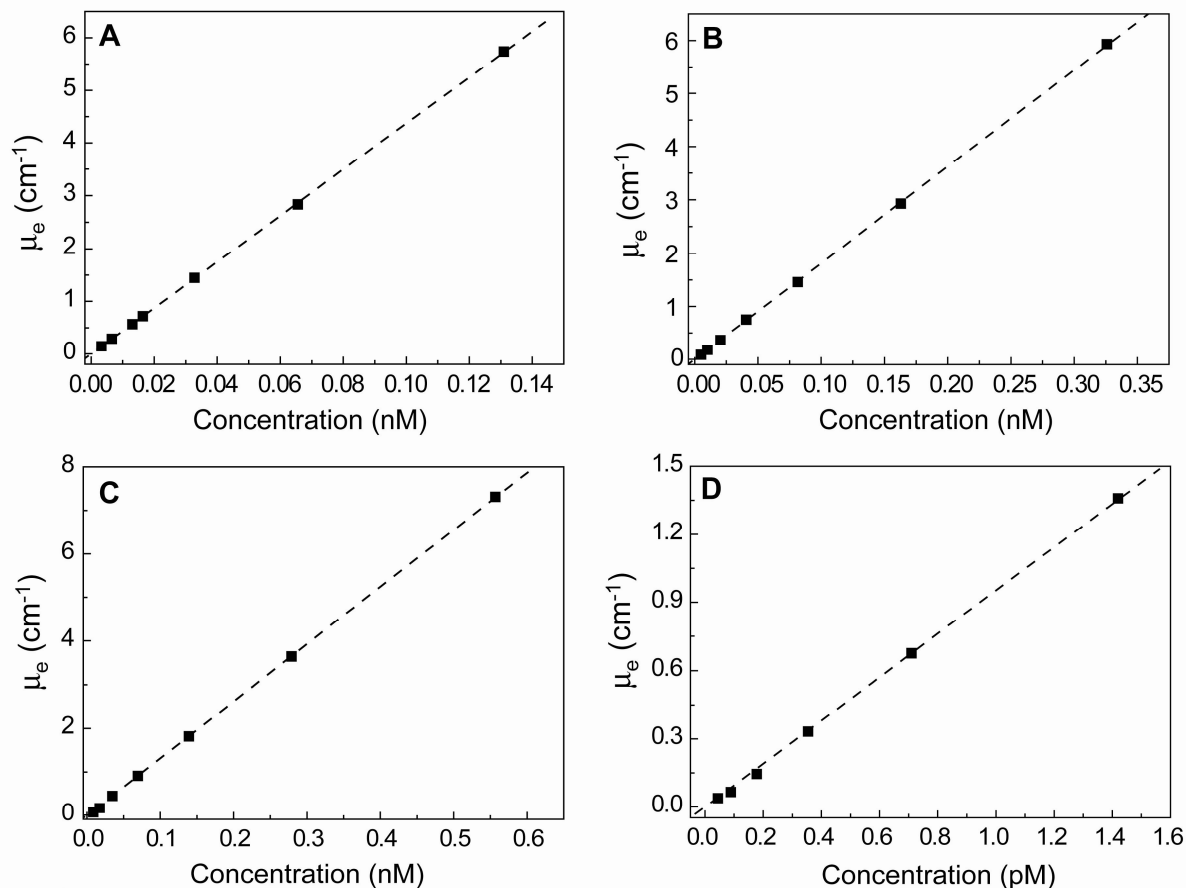 A
μe (cm-1)
6
5
4
3
2
1
0
0.00 0.02 0.04 0.06 0.08 0.10 0.12 0.14
Concentration (nM)
B
μe (cm-1)
6
5
4
3
2
1
0
0.00 0.05 0.10 0.15 0.20 0.25 0.30 0.35
Concentration (nM)
C
μe (cm-1)
8
6
4
2
0
0.0 0.1 0.2 0.3 0.4 0.5 0.6
Concentration (nM)
D
μe (cm-1)
1.5
1.2
0.9
0.6
0.3
0.0
0.0 0.2 0.4 0.6 0.8 1.0 1.2 1.4 1.6
Concentration (pM)